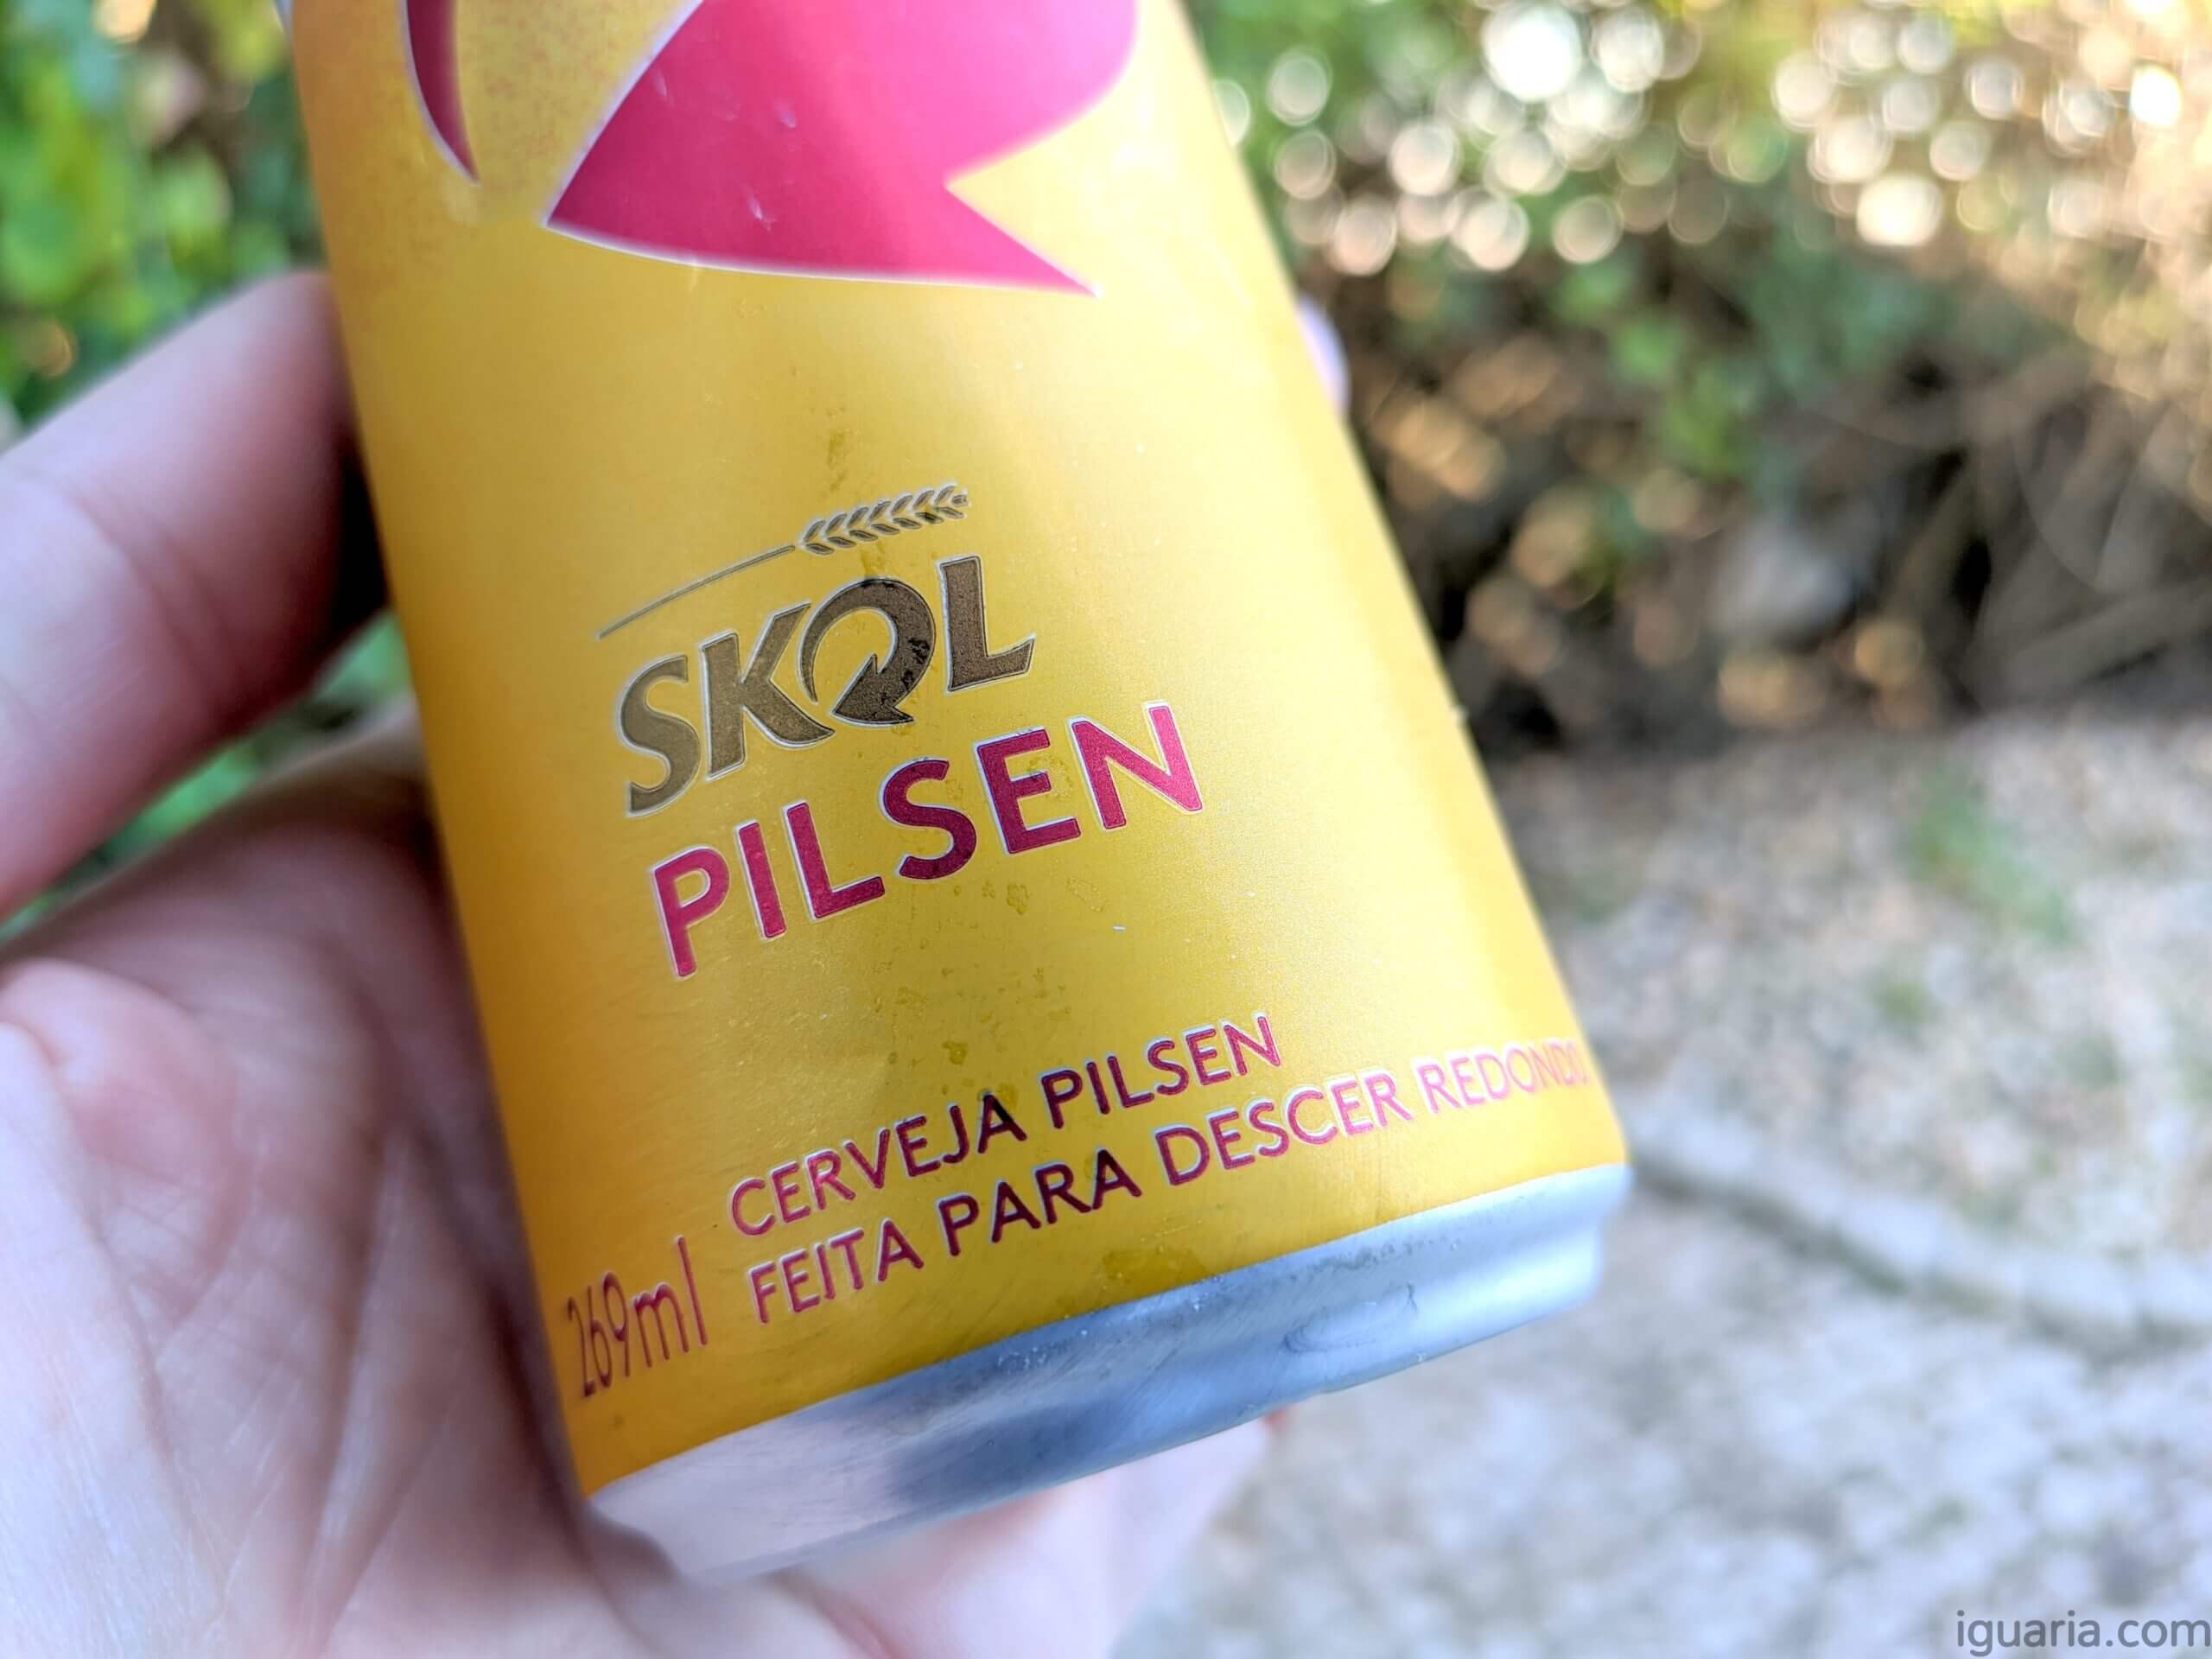 SKOL
PILSEN
CERVEJA PILSEN
FEITA PARA DESCER REDONDO
269ml
iguaria.com